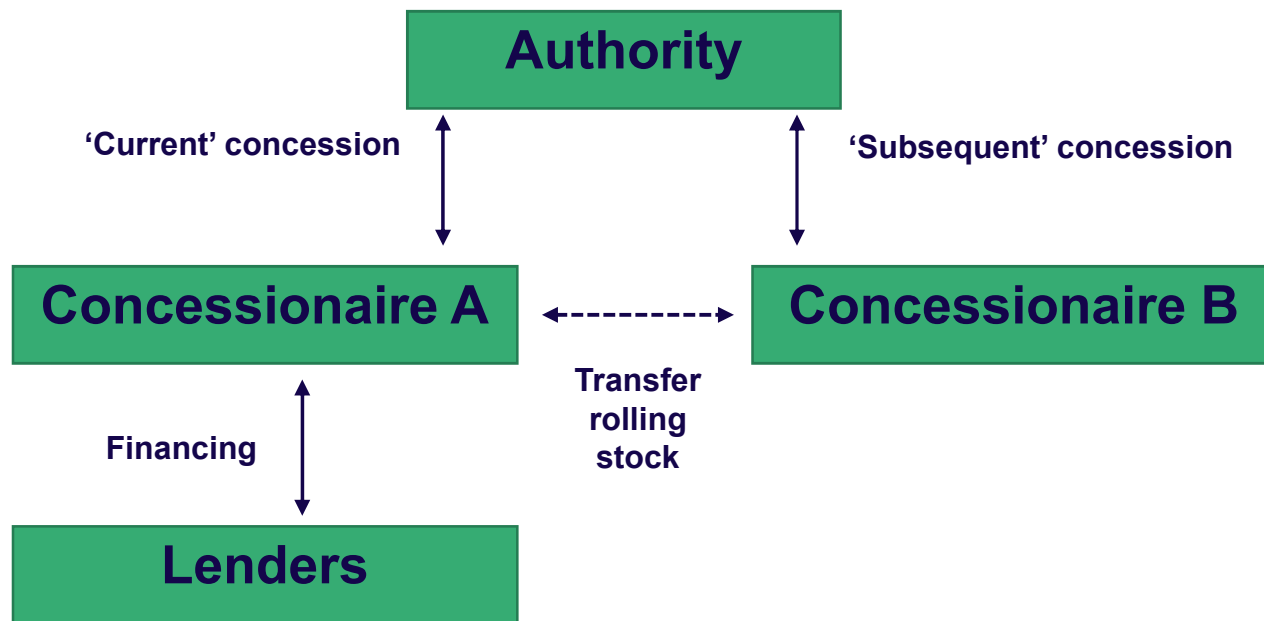 Authority
‘Current’ concession
‘Subsequent’ concession
Concessionaire A
Concessionaire B
Transfer
rolling
stock
Financing
Lenders